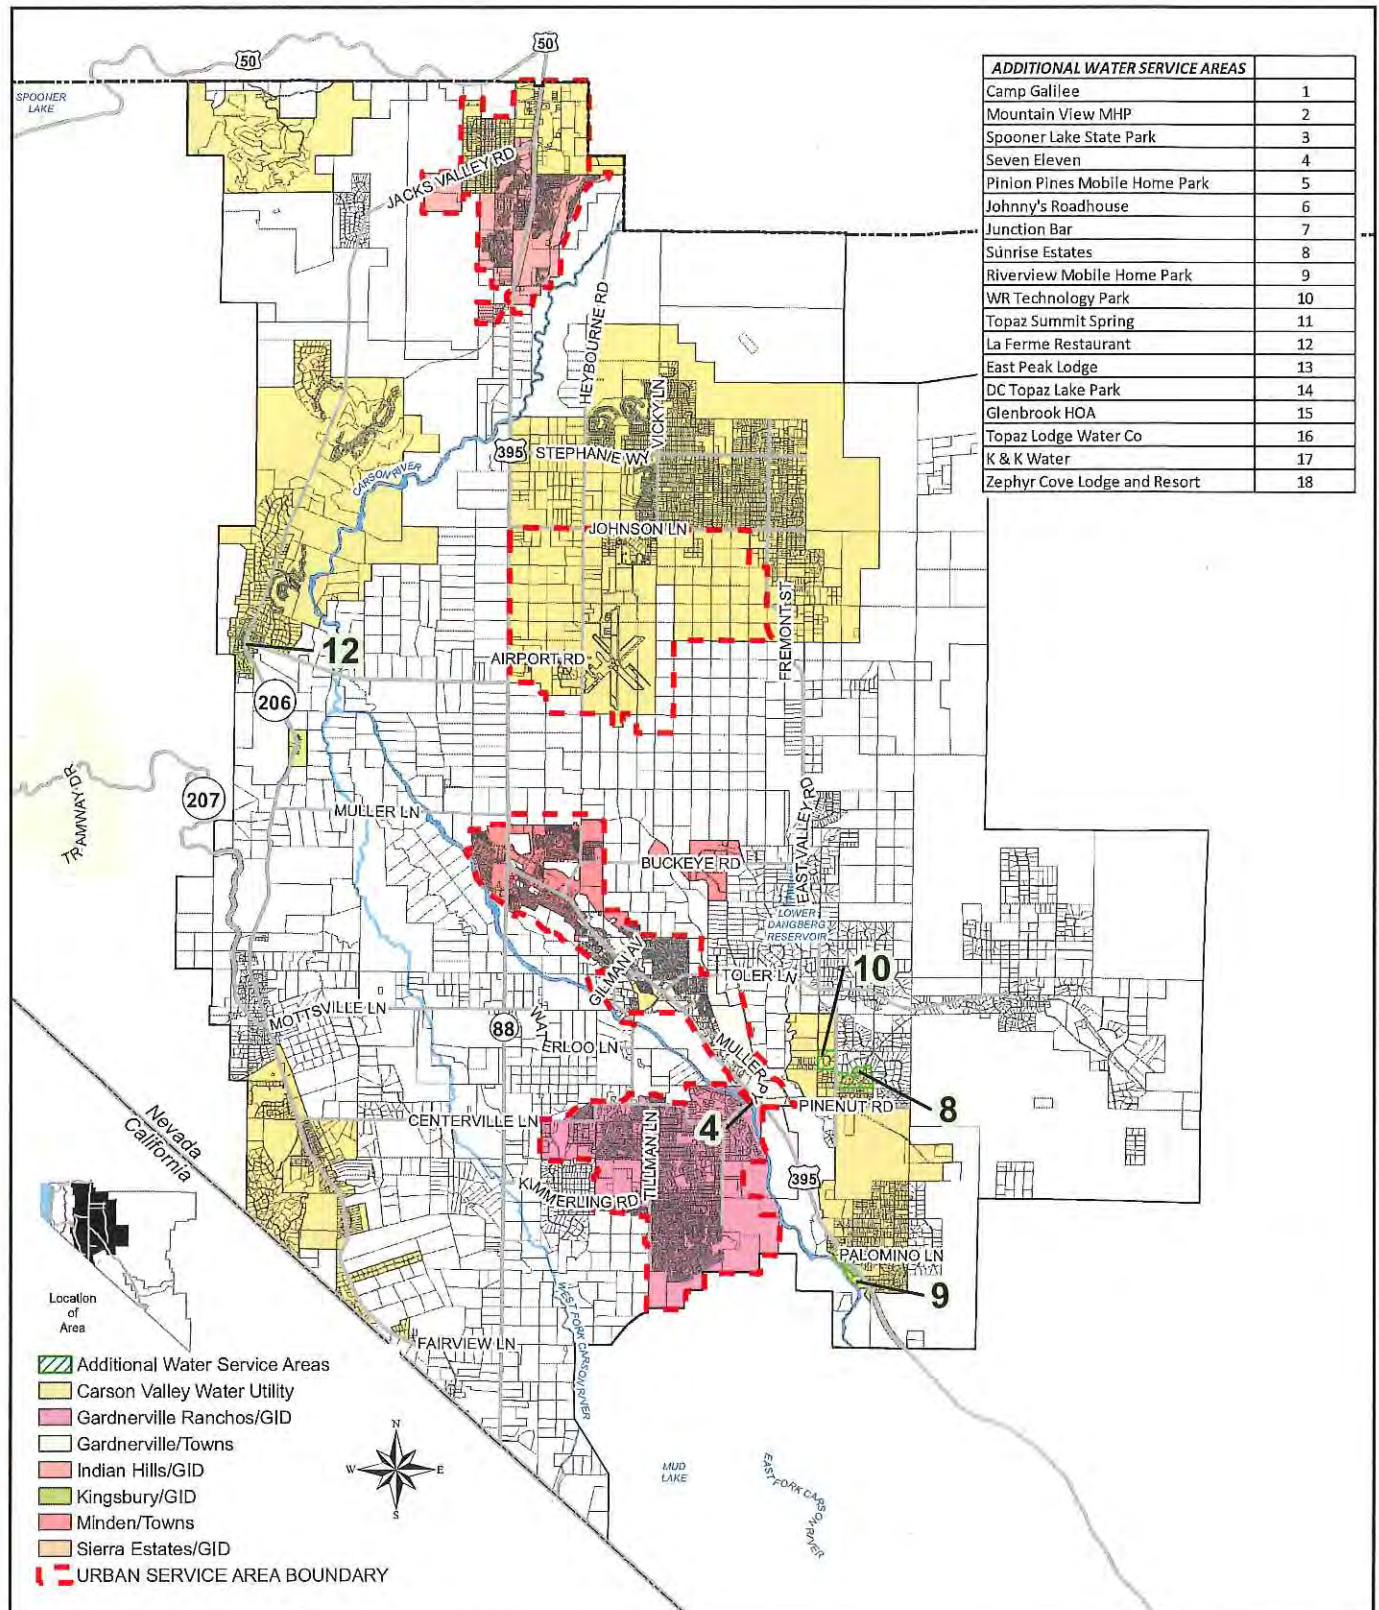 50
50
SPOONER
LAKE
ADDITIONAL WATER SERVICE AREAS
Camp Galilee 1
Mountain View MHP 2
Spooner Lake State Park 3
Seven Eleven 4
Pinion Pines Mobile Home Park 5
Johnny's Roadhouse 6
Junction Bar 7
Sunrise Estates 8
Riverview Mobile Home Park 9
WR Technology Park 10
Topaz Summit Spring 11
La Ferme Restaurant 12
East Peak Lodge 13
DC Topaz Lake Park 14
Glenbrook HOA 15
Topaz Lodge Water Co 16
K & K Water 17
Zephyr Cove Lodge and Resort 18
JACKS VALLEY RD
HEYBOURNE RD
VICKY LN
395
STEPHANIE WY
CARSON RIVER
JOHNSON LN
FREMONT ST
12
AIRPORT RD
206
207
TRAMWAY DR
MULLER LN
EAST VALLEY RD
BUCKEYE RD
LOWER
DANGBERG
RESERVOIR
GILMAN AV
TOLER LN
10
MOTTSVILLE LN
88
WATERLOO LN
MULLER P
PINENUT RD
8
4
CENTERVILLE LN
TILLMAN LN
Nevada
California
KIMMERLING RD
395
PALOMINO LN
9
Location
of
Area
WEST FORK CARSON RIVER
FAIRVIEW LN
Additional Water Service Areas
Carson Valley Water Utility
Gardnerville Ranchos/GID
Gardnerville/Towns
Indian Hills/GID
Kingsbury/GID
Minden/Towns
Sierra Estates/GID
URBAN SERVICE AREA BOUNDARY
N
W
E
S
MUD
LAKE
EAST FORK CARSON RIVER